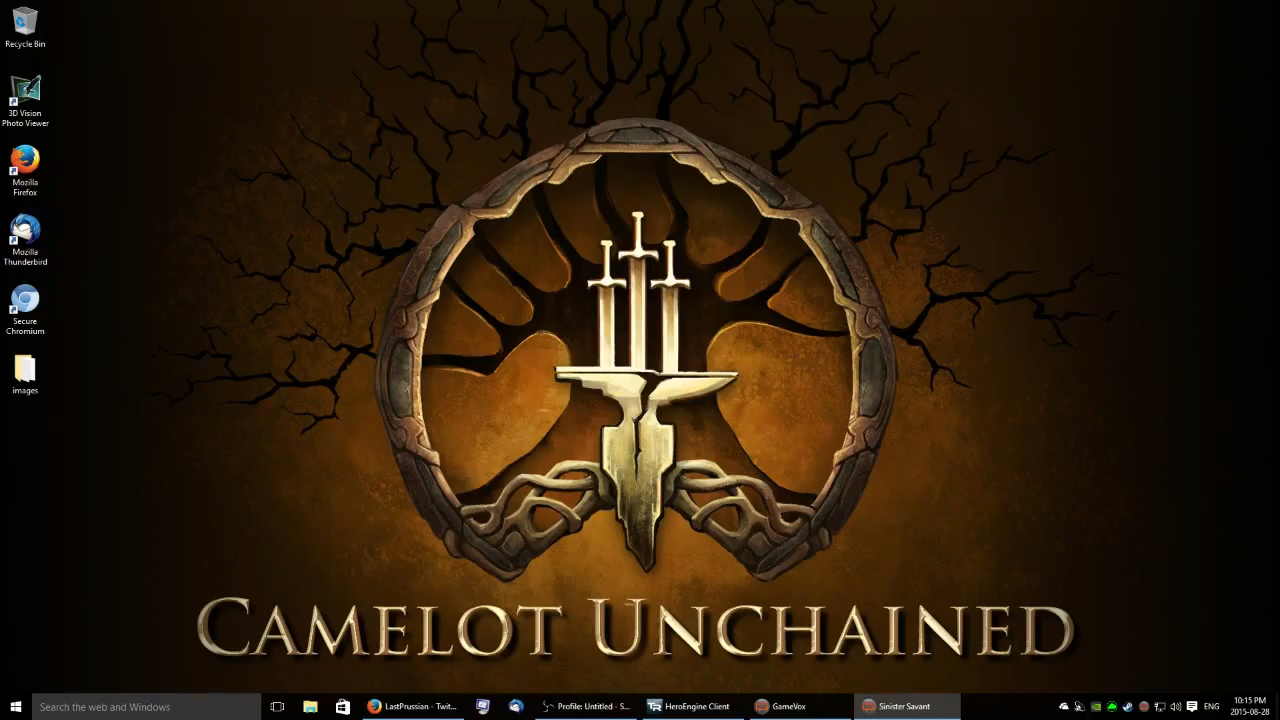 Recycle Bin
3D Vision
Photo Viewer
Mozilla
Firefox
Mozilla
Thunderbird
Secure
Chromium
images
CAMELOT UNCHAINED
Search the web and Windows
LastPrussian - Twit...
Profile: Untitled - S...
HeroEngine Client
GameVox
Sinister Savant
ENG
10:15 PM
2015-08-28